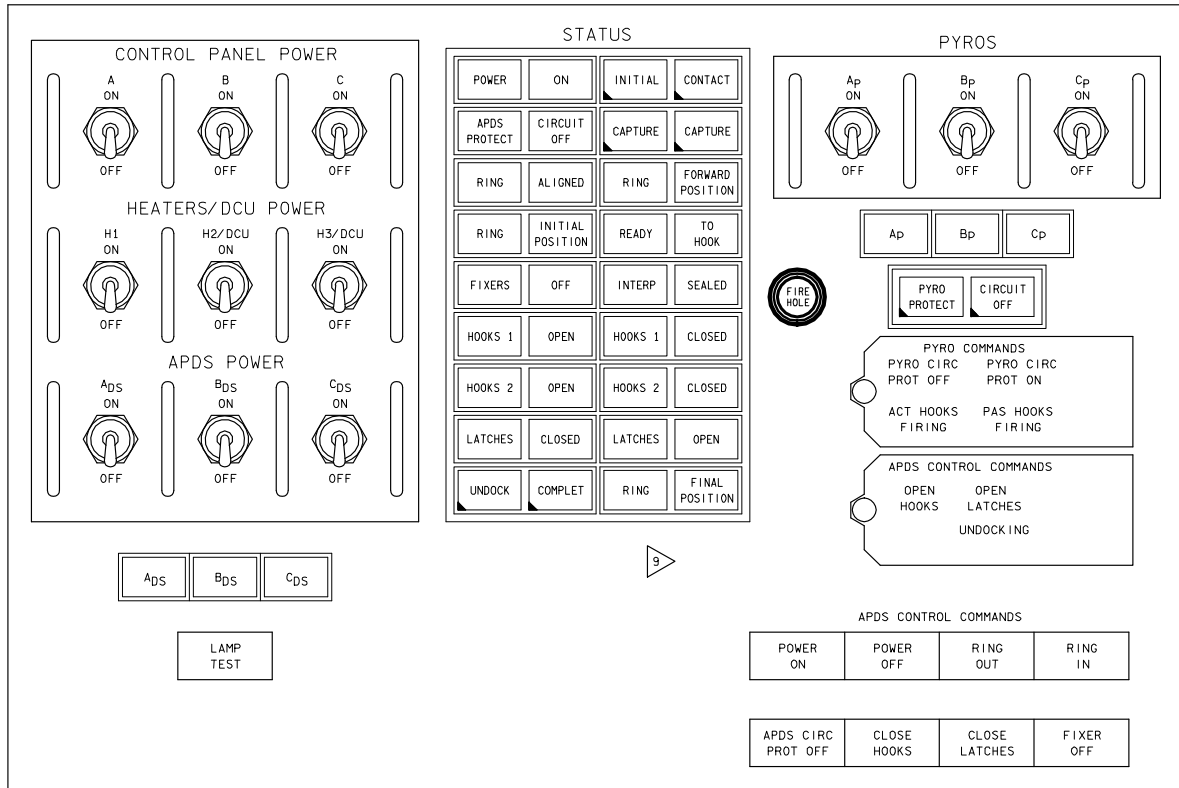 CONTROL PANEL POWER
A B C
ON ON ON
OFF OFF OFF
HEATERS/DCU POWER
H1 H2/DCU H3/DCU
ON ON ON
OFF OFF OFF
APDS POWER
ADS BDS CDS
ON ON ON
OFF OFF OFF
ADS BDS CDS
LAMP
TEST
STATUS
POWER ON INITIAL CONTACT
APDS PROTECT CIRCUIT OFF CAPTURE CAPTURE
RING ALIGNED RING FORWARD POSITION
RING INITIAL POSITION READY TO HOOK
FIXERS OFF INTERP SEALED
HOOKS 1 OPEN HOOKS 1 CLOSED
HOOKS 2 OPEN HOOKS 2 CLOSED
LATCHES CLOSED LATCHES OPEN
UNDOCK COMPLET RING FINAL POSITION
9
PYROS
AP BP CP
ON ON ON
OFF OFF OFF
AP BP CP
FIRE
HOLE
PYRO PROTECT CIRCUIT OFF
PYRO COMMANDS
PYRO CIRC PYRO CIRC
PROT OFF PROT ON
ACT HOOKS PAS HOOKS
FIRING FIRING
APDS CONTROL COMMANDS
OPEN OPEN
HOOKS LATCHES
UNDOCKING
APDS CONTROL COMMANDS
POWER ON POWER OFF RING OUT RING IN
APDS CIRC PROT OFF CLOSE HOOKS CLOSE LATCHES FIXER OFF